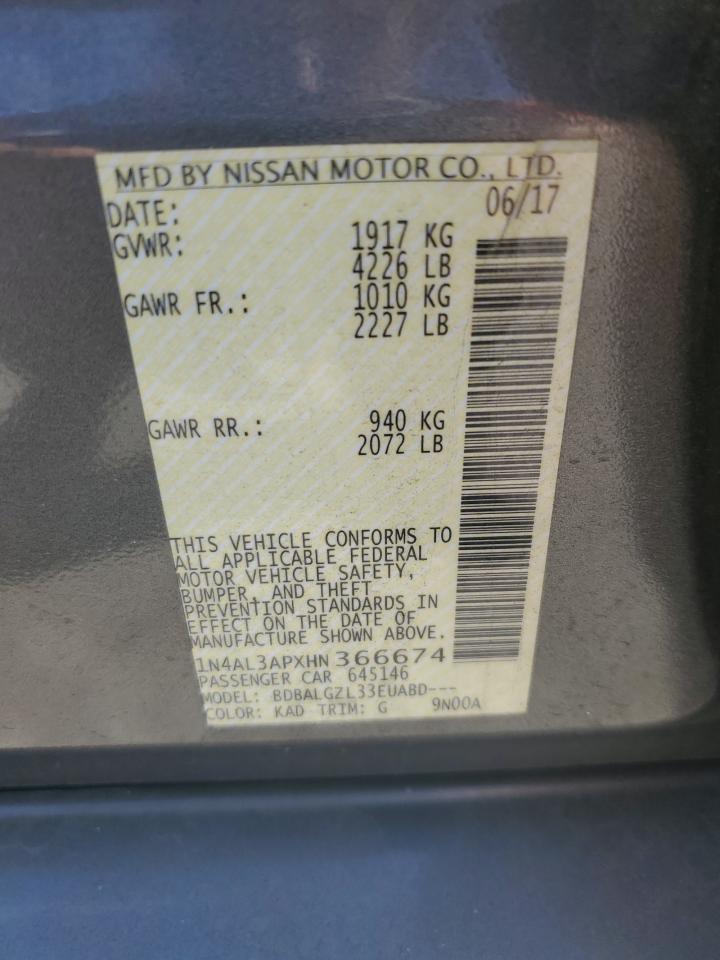 MFD BY NISSAN MOTOR CO., LTD.
DATE: 06/17
GVWR: 1917 KG
4226 LB
GAWR FR.: 1010 KG
2227 LB
GAWR RR.: 940 KG
2072 LB
THIS VEHICLE CONFORMS TO
ALL APPLICABLE FEDERAL
MOTOR VEHICLE SAFETY,
BUMPER, AND THEFT
PREVENTION STANDARDS IN
EFFECT ON THE DATE OF
MANUFACTURE SHOWN ABOVE.
1N4AL3APXHN 366674
PASSENGER CAR 645146
MODEL: BDBALGZL33EUABD---
COLOR: KAD TRIM: G 9N00A